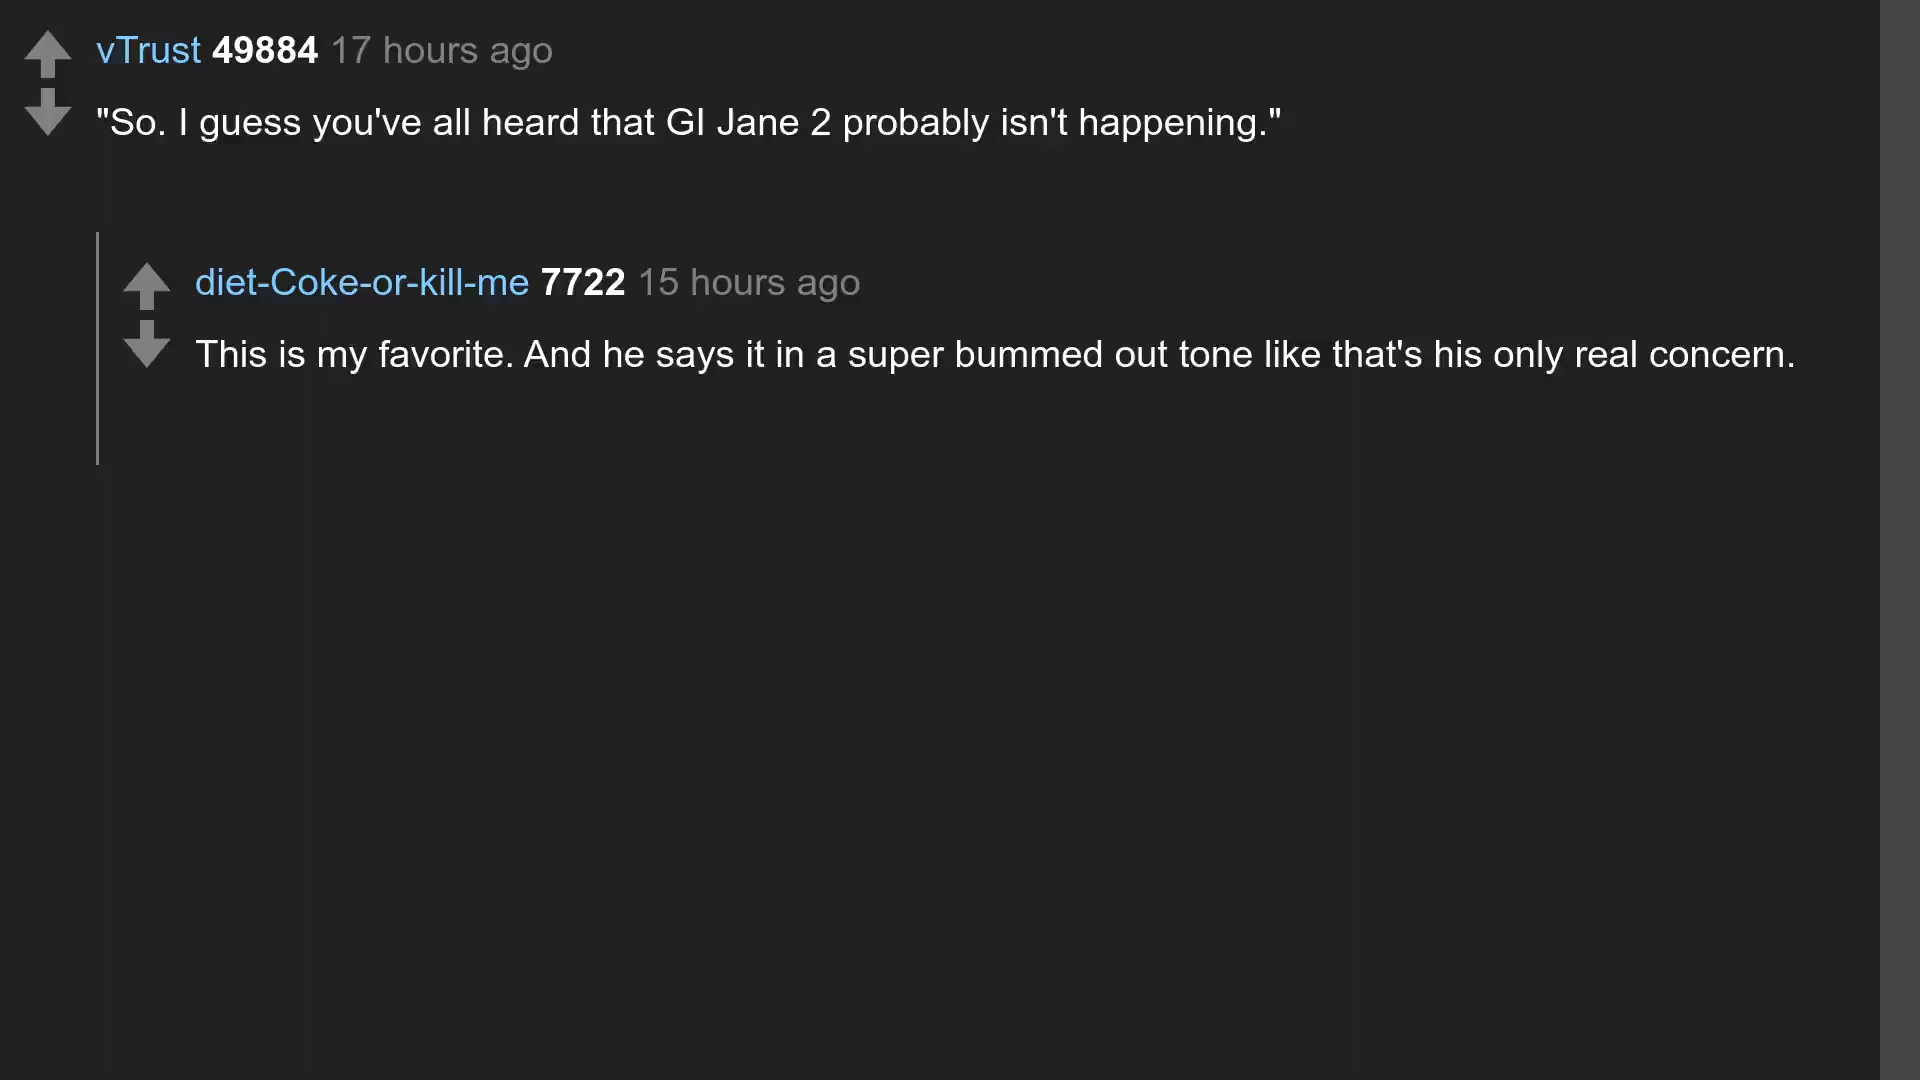 vTrust 49884 17 hours ago
"So. I guess you've all heard that GI Jane 2 probably isn't happening."
diet-Coke-or-kill-me 7722 15 hours ago
This is my favorite. And he says it in a super bummed out tone like that's his only real concern.